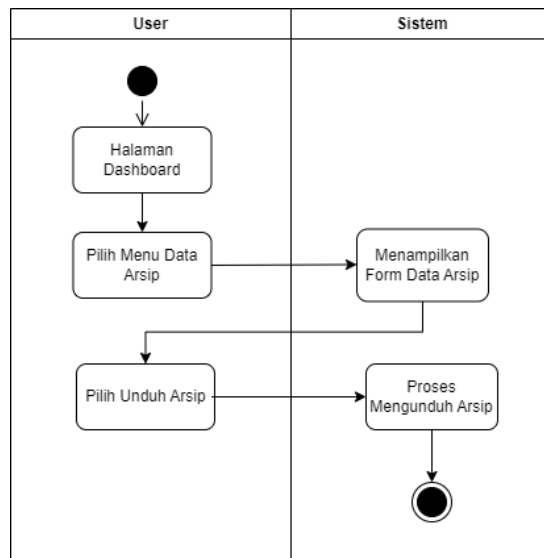 User
Sistem
Halaman
Dashboard
Pilih Menu Data
Arsip
Menampilkan
Form Data Arsip
Pilih Unduh Arsip
Proses
Mengunduh Arsip